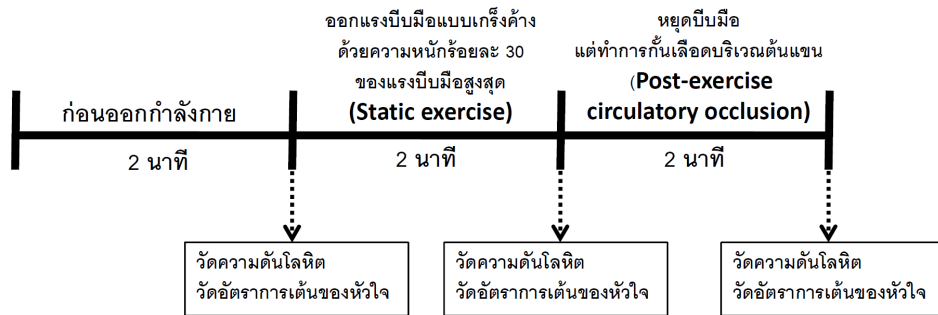 ก่อนออกกำลังกาย
2 นาที
ออกแรงบีบมือแบบเกร็งค้าง
ด้วยความหนักร้อยละ 30
ของแรงบีบมือสูงสุด
(Static exercise)
2 นาที
หยุดบีบมือ
แต่ทำการกั้นเลือดบริเวณต้นแขน
(Post-exercise
circulatory occlusion)
2 นาที
วัดความดันโลหิต
วัดอัตราการเต้นของหัวใจ
วัดความดันโลหิต
วัดอัตราการเต้นของหัวใจ
วัดความดันโลหิต
วัดอัตราการเต้นของหัวใจ